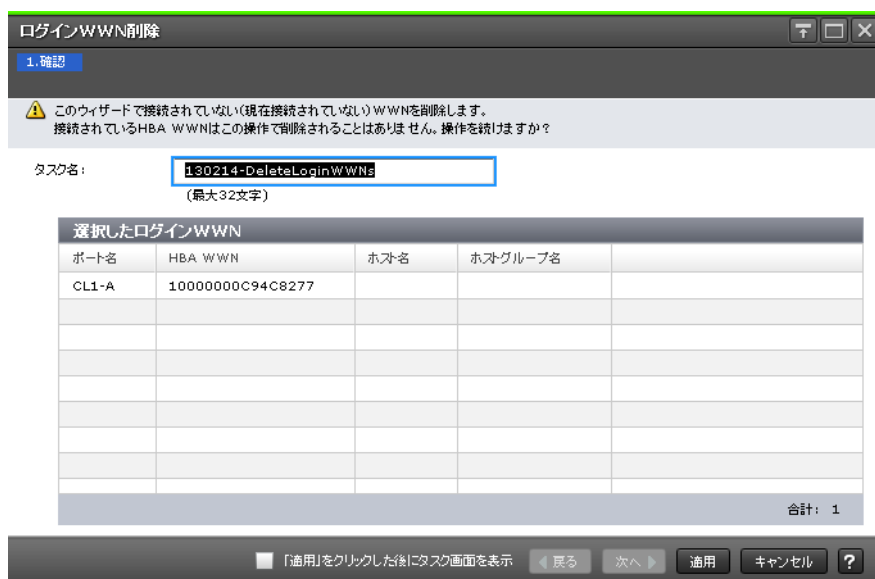 ログインWWN削除
1.確認
このウィザードで接続されていない(現在接続されていない)WWNを削除します。
接続されているHBA WWNはこの操作で削除されることはありません。操作を続けますか?
タスク名:
130214-DeleteLoginWWNs
(最大32文字)
選択したログインWWN
ポート名 HBA WWN ホスト名 ホストグループ名
CL1-A 10000000C94C8277
合計: 1
「適用」をクリックした後にタスク画面を表示 戻る 次へ 適用 キャンセル ?